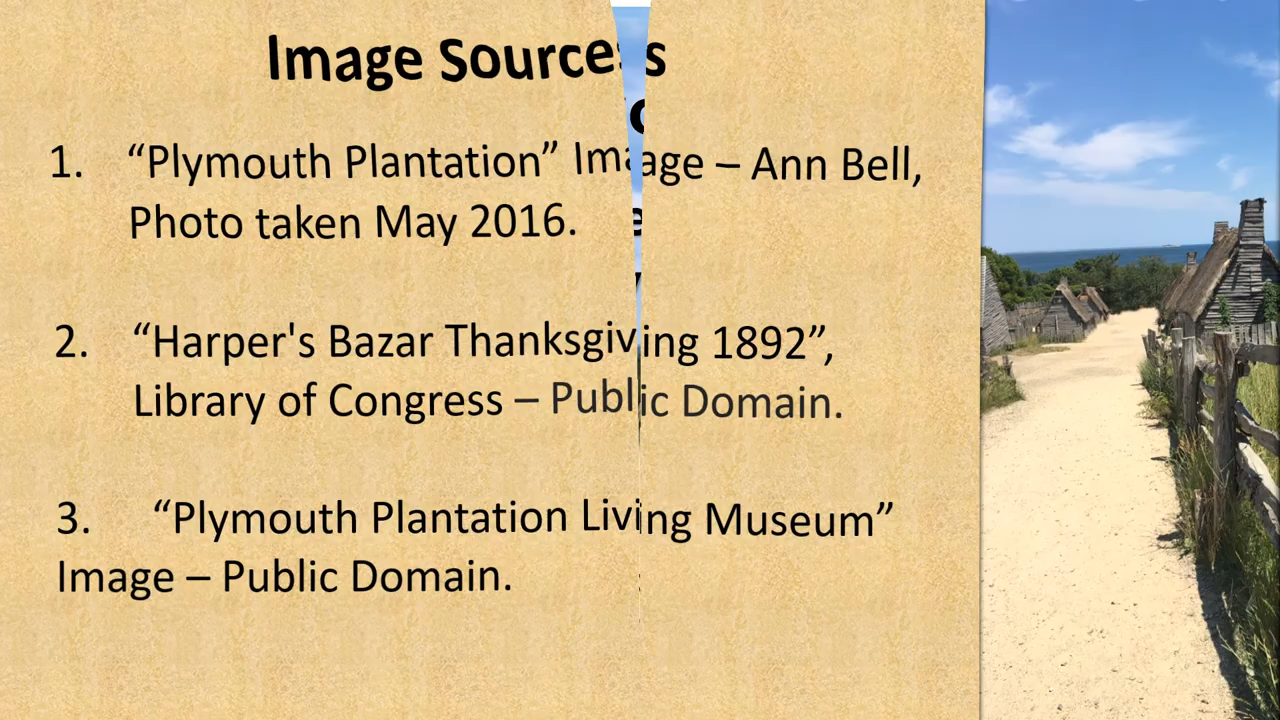 Image Sources
1. “Plymouth Plantation” Image – Ann Bell,
Photo taken May 2016.
2. “Harper's Bazar Thanksgiving 1892”,
Library of Congress – Public Domain.
3. “Plymouth Plantation Living Museum”
Image – Public Domain.